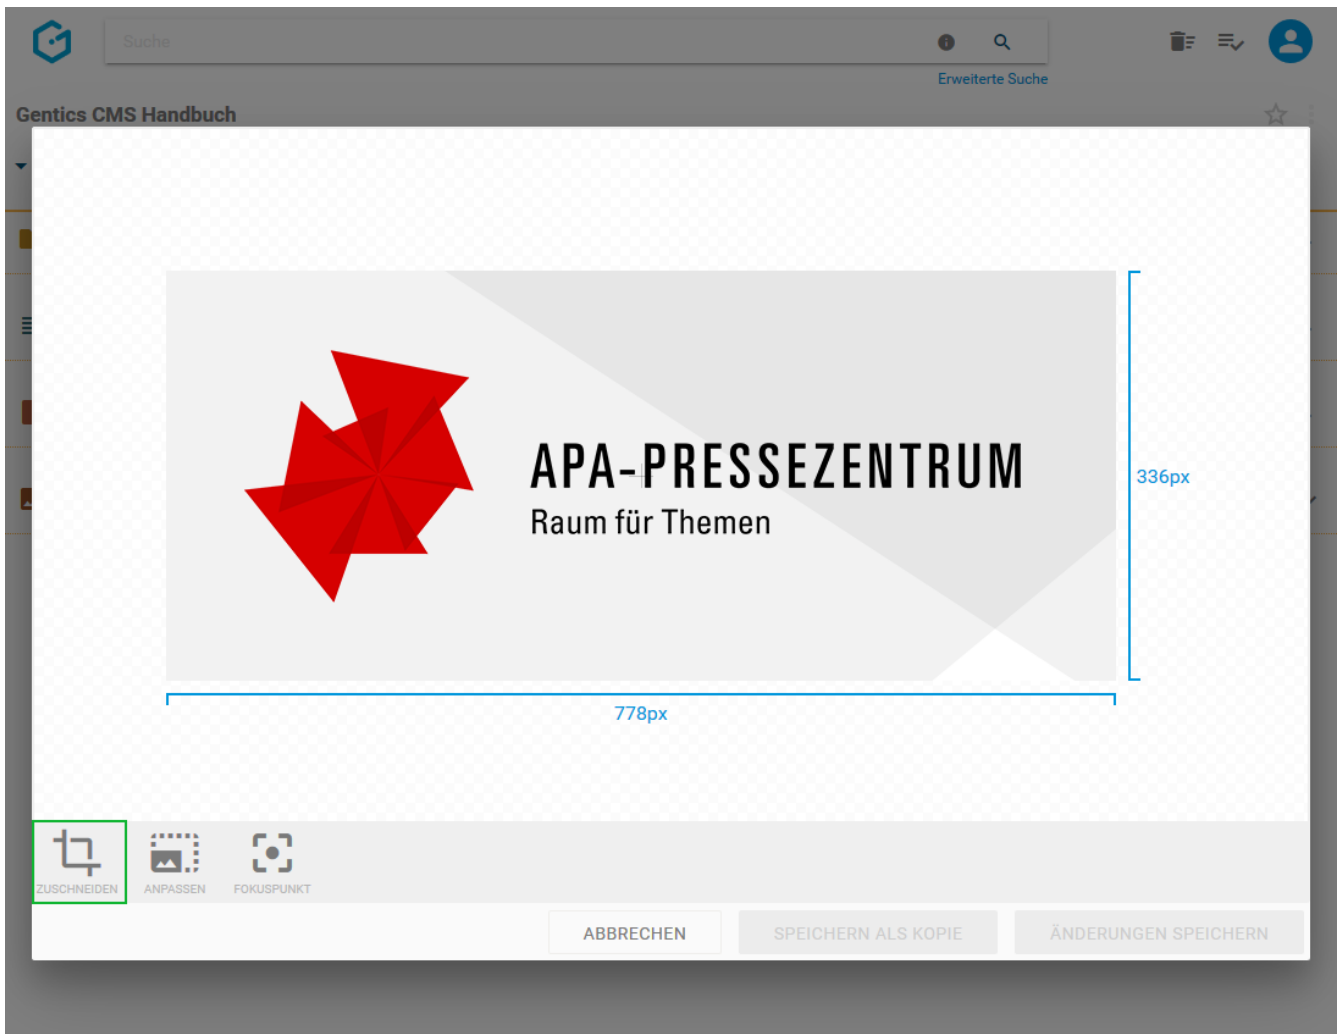 Suche
Erweiterte Suche
Gentics CMS Handbuch
APA-PRESSEZENTRUM
Raum für Themen
336px
778px
ZUSCHNEIDEN
ANPASSEN
FOKUSPUNKT
ABBRECHEN
SPEICHERN ALS KOPIE
ÄNDERUNGEN SPEICHERN